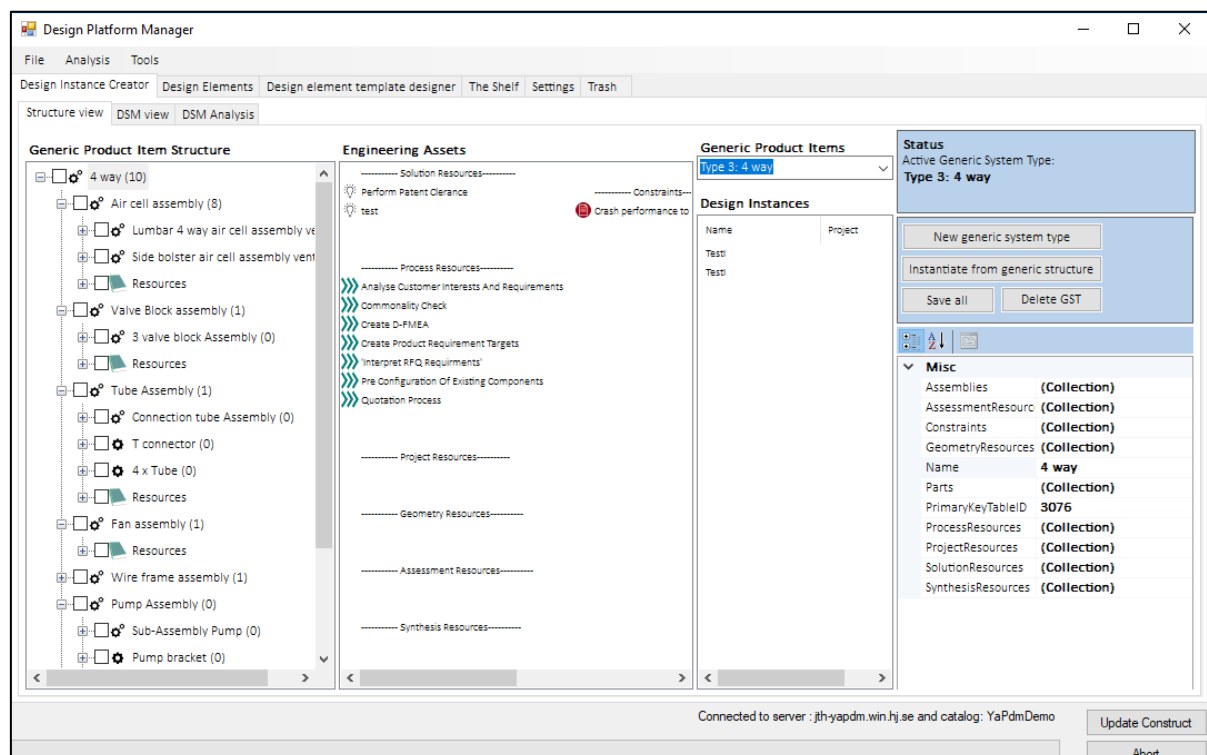 Design Platform Manager
File Analysis Tools
Design Instance Creator Design Elements Design element template designer The Shelf Settings Trash
Structure view DSM view DSM Analysis
Generic Product Item Structure
4 way (10)
Air cell assembly (8)
Lumbar 4 way air cell assembly ve
Side bolster air cell assembly vent
Resources
Valve Block assembly (1)
3 valve block Assembly (0)
Resources
Tube Assembly (1)
Connection tube Assembly (0)
T connector (0)
4 x Tube (0)
Resources
Fan assembly (1)
Resources
Wire frame assembly (1)
Pump Assembly (0)
Sub-Assembly Pump (0)
Pump bracket (0)
Engineering Assets
---------- Solution Resources----------
Perform Patent Clerance ---------- Constraints---
test Crash performance to
---------- Process Resources---------
Analyse Customer Interests And Requirements
Commonality Check
Create D-FMEA
Create Product Requirement Targets
'Interpret RFQ Requirments'
Pre Configuration Of Existing Components
Quotation Process
---------- Project Resources---------
---------- Geometry Resources---------
---------- Assessment Resources---------
---------- Synthesis Resources---------
Generic Product Items
Type 3: 4 way
Design Instances
Name Project
Testi
Testi
Status
Active Generic System Type:
Type 3: 4 way
New generic system type
Instantiate from generic structure
Save all Delete GST
Misc
Assemblies (Collection)
AssessmentResourc (Collection)
Constraints (Collection)
GeometryResources (Collection)
Name 4 way
Parts (Collection)
PrimaryKeyTableID 3076
ProcessResources (Collection)
ProjectResources (Collection)
SolutionResources (Collection)
SynthesisResources (Collection)
Connected to server : jth-yapdm.win.hj.se and catalog: YaPdmDemo
Update Construct
Abort